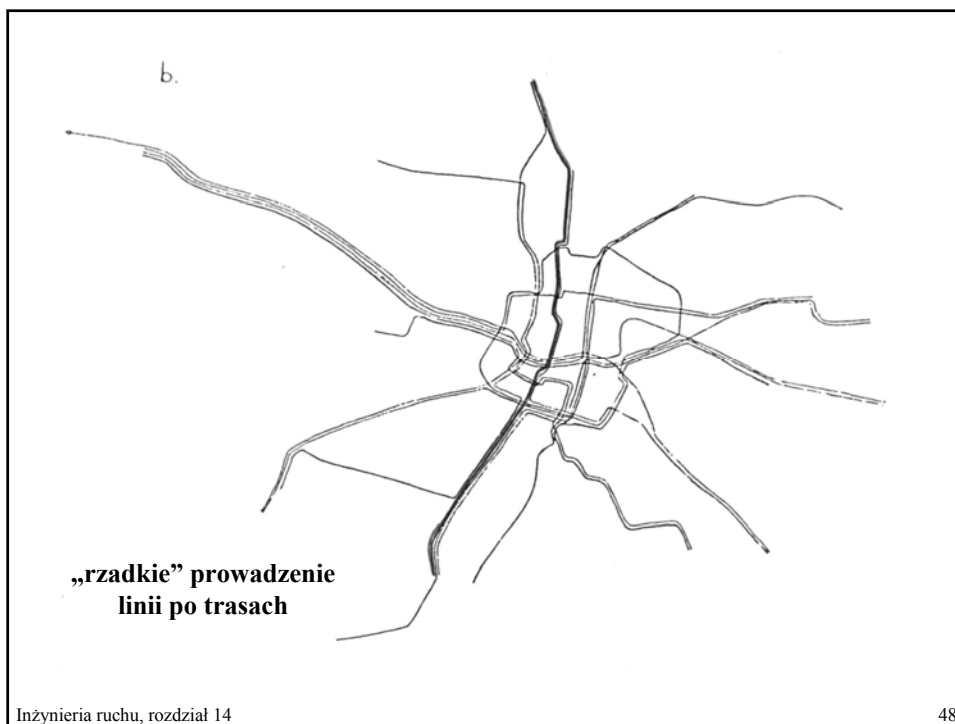 b.
„rzadkie” prowadzenie
linii po trasach
Inżynieria ruchu, rozdział 14
48